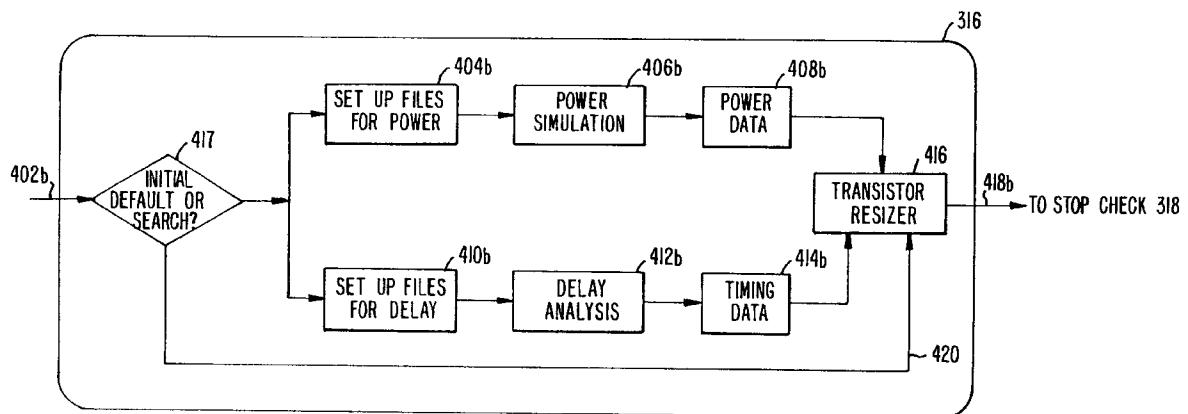 316
404b
SET UP FILES
FOR POWER
406b
POWER
SIMULATION
408b
POWER
DATA
417
402b
INITIAL
DEFAULT OR
SEARCH?
416
TRANSISTOR
RESIZER
418b
TO STOP CHECK 318
410b
SET UP FILES
FOR DELAY
412b
DELAY
ANALYSIS
414b
TIMING
DATA
420